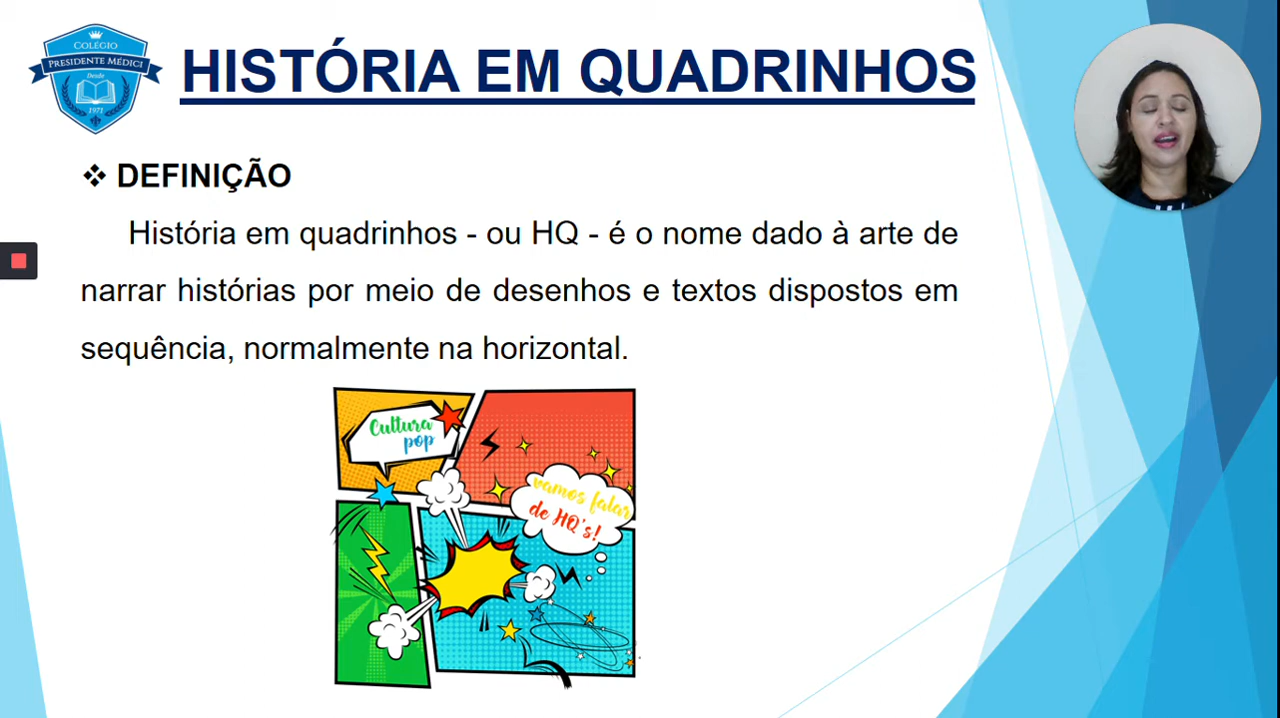 COLÉGIO
PRESIDENTE MÉDICI
Desde
1971
HISTÓRIA EM QUADRINHOS
❖ DEFINIÇÃO
História em quadrinhos - ou HQ - é o nome dado à arte de
narrar histórias por meio de desenhos e textos dispostos em
sequência, normalmente na horizontal.
Cultura
pop
vamos falar
de HQ's!